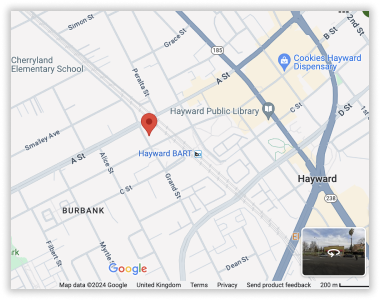 Simon St
Grace St
B St
2nd St
185
Cherryland
Elementary School
Peralta St
A St
Cookies Hayward
Dispensary
Hayward Public Library
C St
D St
Smalley Ave
A St
Alice St
Hayward BART
C St
Grand St
Hayward
238
BURBANK
Filbert St
Myrtle St
Dean St
rk
Google
Map data ©2024 Google United Kingdom Terms Privacy Send product feedback 200 m